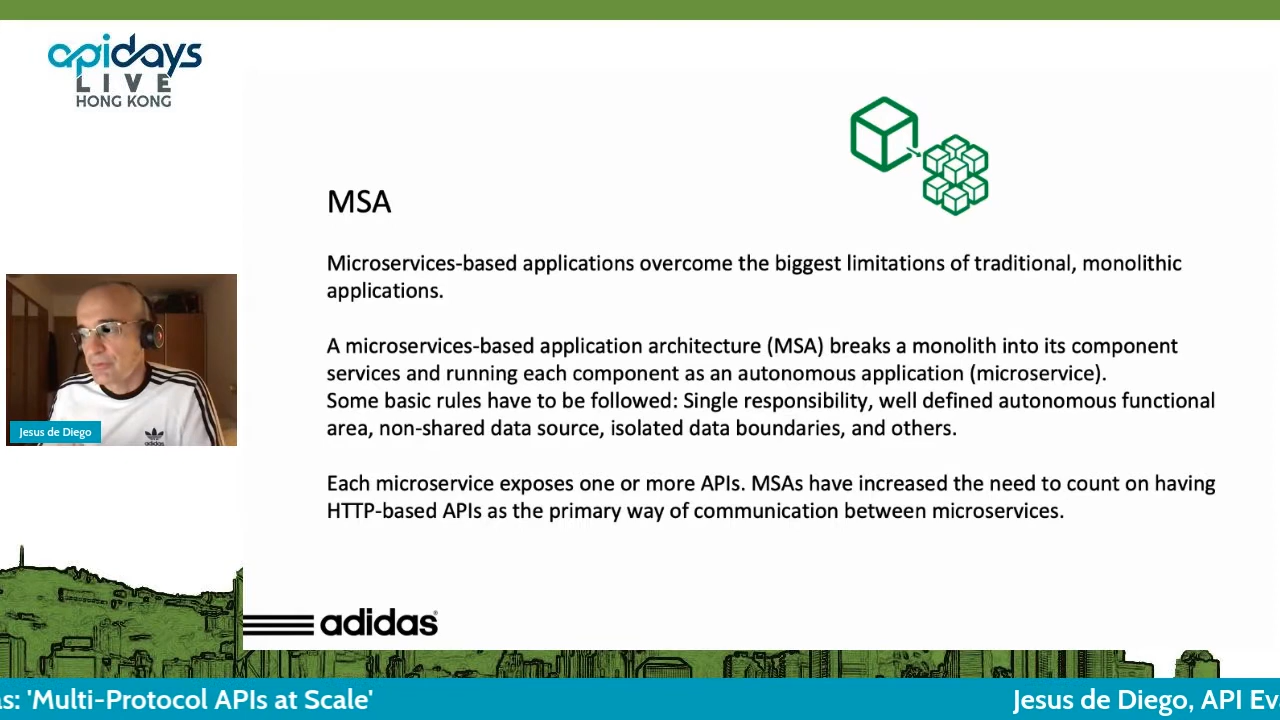 apidays
LIVE
HONG KONG
MSA
Microservices-based applications overcome the biggest limitations of traditional, monolithic
applications.
A microservices-based application architecture (MSA) breaks a monolith into its component
services and running each component as an autonomous application (microservice).
Some basic rules have to be followed: Single responsibility, well defined autonomous functional
area, non-shared data source, isolated data boundaries, and others.
Each microservice exposes one or more APIs. MSAs have increased the need to count on having
HTTP-based APIs as the primary way of communication between microservices.
adidas
Jesus de Diego
adidas
as: 'Multi-Protocol APIs at Scale'
Jesus de Diego, API Ev